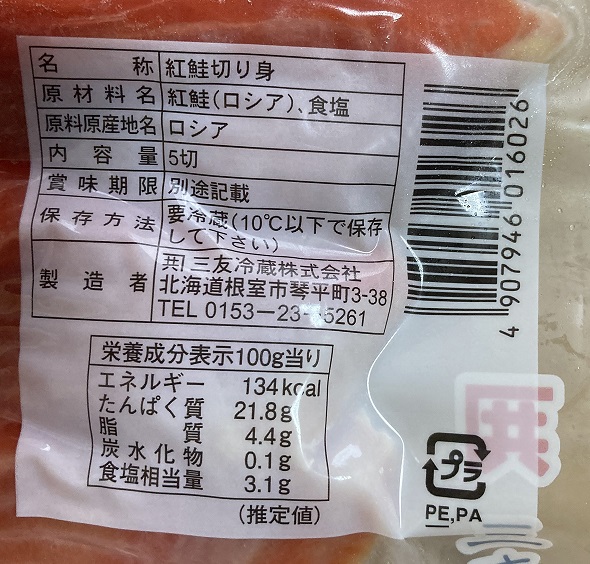 名称 紅鮭切り身
原材料名 紅鮭(ロシア)、食塩
原料原産地名 ロシア
内容量 5切
賞味期限 別途記載
保存方法 要冷蔵(10℃以下で保存
して下さい)
製造者 共! 三友冷蔵株式会社
北海道根室市琴平町3-38
TEL 0153-23-5261
栄養成分表示100g当り
エネルギー 134kcal
たんぱく質 21.8g
脂質 4.4g
炭水化物 0.1g
食塩相当量 3.1g
(推定値)
4 907946 016026
プラ
PE,PA
三